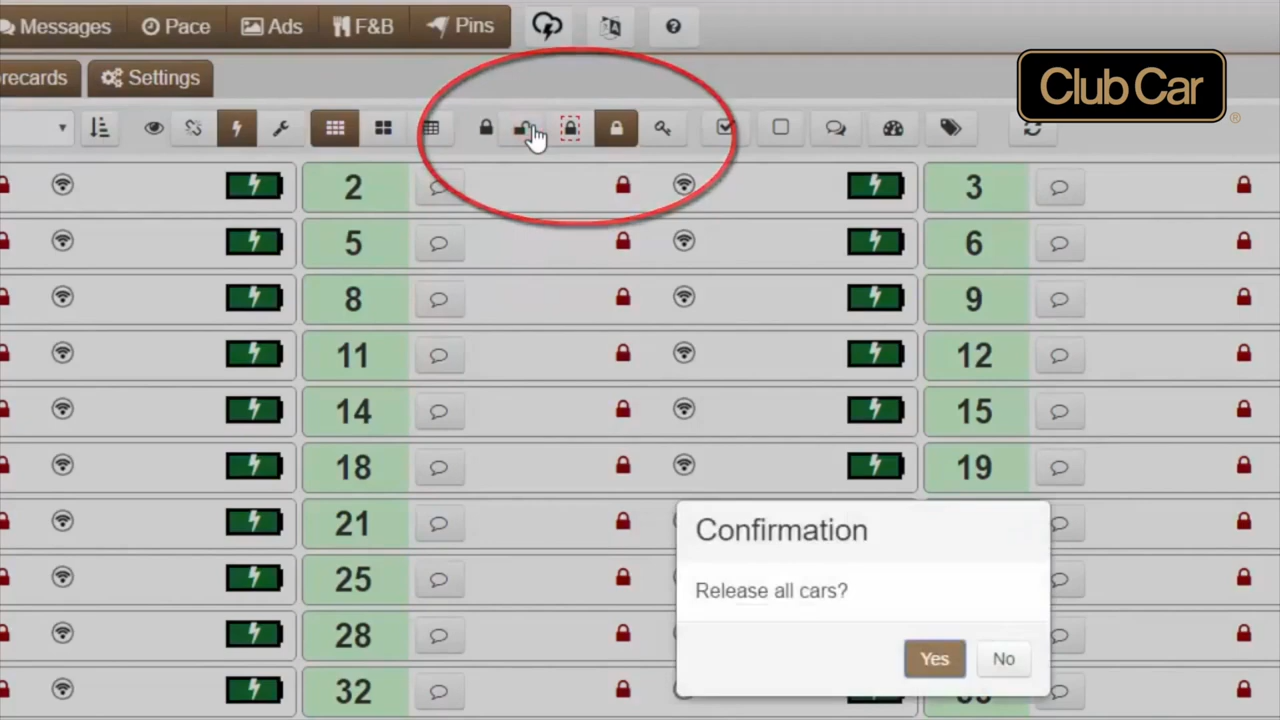 Messages
Pace
Ads
F&B
Pins
recards
Settings
Club Car
®
2
3
5
6
8
9
11
12
14
15
18
19
21
25
28
32
Confirmation
Release all cars?
Yes
No